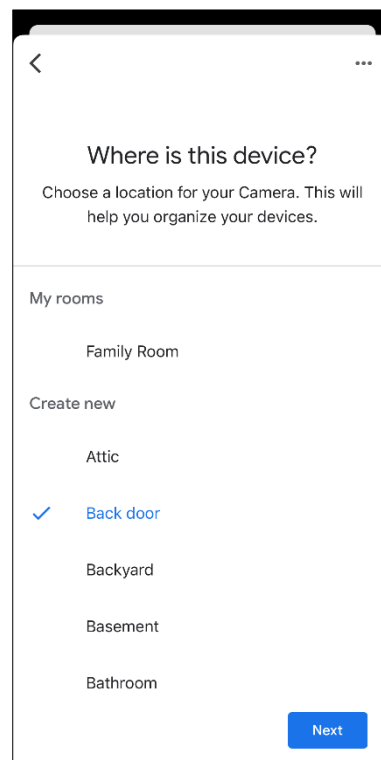 Where is this device?
Choose a location for your Camera. This will
help you organize your devices.
My rooms
Family Room
Create new
Attic
Back door
Backyard
Basement
Bathroom
Next